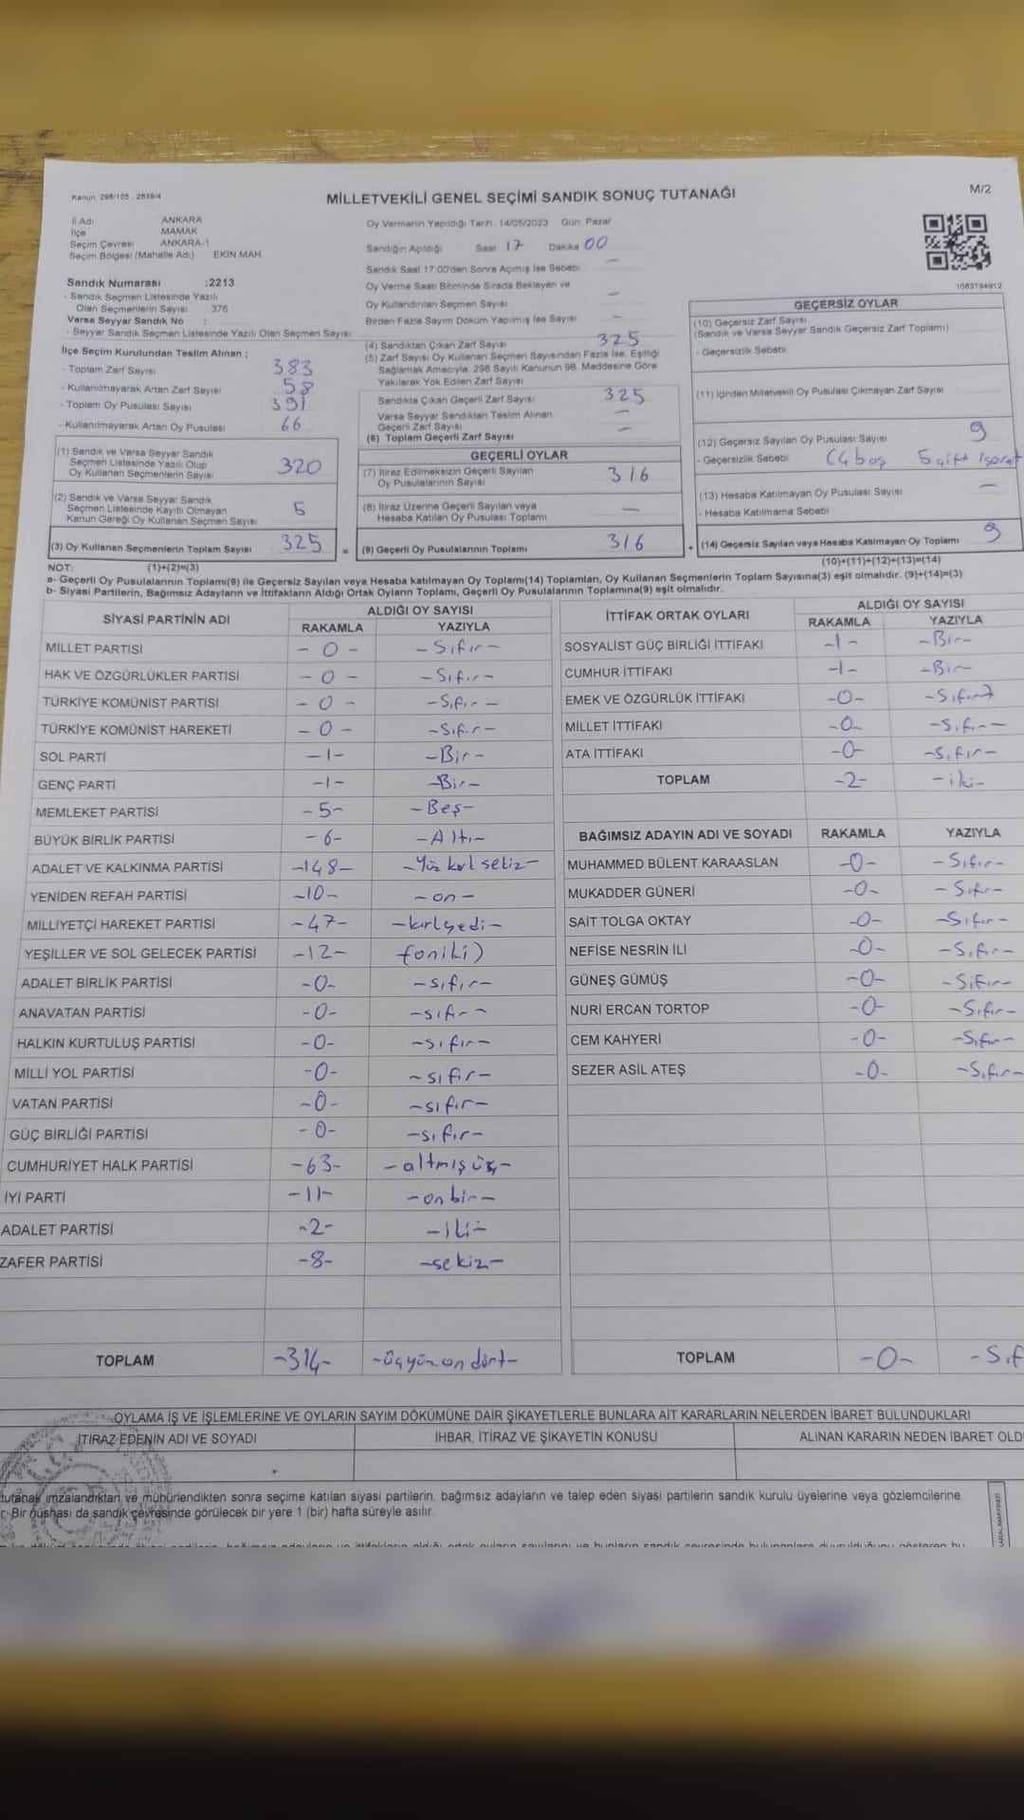 Kanun: 298/105 - 2839/4
MİLLETVEKİLİ GENEL SEÇİMİ SANDIK SONUÇ TUTANAĞI
M/2
İl Adı ANKARA
İlçe MAMAK
Seçim Çevresi ANKARA-1
Seçim Bölgesi (Mahalle Adı) EKİN MAH.
Oy Vermenin Yapıldığı Tarih: 14/05/2023 Gün: Pazar
Sandığın Açıldığı Saat 17 Dakika 00
Sandık Saat 17:00'den Sonra Açılmış İse Sebebi –
Oy Verme Saati Bitiminde Sırada Bekleyen ve
Oy Kullandırılan Seçmen Sayısı –
Birden Fazla Sayım Döküm Yapılmış İse Sayısı –
Sandık Numarası :2213
- Sandık Seçmen Listesinde Yazılı
Olan Seçmenlerin Sayısı 376
Varsa Seyyar Sandık No :
- Seyyar Sandık Seçmen Listesinde Yazılı Olan Seçmen Sayısı
İlçe Seçim Kurulundan Teslim Alınan ;
- Toplam Zarf Sayısı 383
- Kullanılmayarak Artan Zarf Sayısı 58
- Toplam Oy Pusulası Sayısı 391
- Kullanılmayarak Artan Oy Pusulası 66
(1) Sandık ve Varsa Seyyar Sandık
Seçmen Listesinde Yazılı Olup
Oy Kullanan Seçmenlerin Sayısı 320
(2) Sandık ve Varsa Seyyar Sandık
Seçmen Listesinde Kayıtlı Olmayan
Kanun Gereği Oy Kullanan Seçmen Sayısı 5
(3) Oy Kullanan Seçmenlerin Toplam Sayısı 325
(4) Sandıktan Çıkan Zarf Sayısı 325
(5) Zarf Sayısı Oy Kullanan Seçmen Sayısından Fazla İse, Eşitliği
Sağlamak Amacıyla, 298 Sayılı Kanunun 98. Maddesine Göre
Yakılarak Yok Edilen Zarf Sayısı
Sandıkta Çıkan Geçerli Zarf Sayısı 325
Varsa Seyyar Sandıktan Teslim Alınan –
Geçerli Zarf Sayısı –
(6) Toplam Geçerli Zarf Sayısı
GEÇERLİ OYLAR
(7) İtiraz Edilmeksizin Geçerli Sayılan
Oy Pusulalarının Sayısı 316
(8) İtiraz Üzerine Geçerli Sayılan veya
Hesaba Katılan Oy Pusulası Toplamı –
= (9) Geçerli Oy Pusulalarının Toplamı 316
GEÇERSİZ OYLAR
(10) Geçersiz Zarf Sayısı
(Sandık ve Varsa Seyyar Sandık Geçersiz Zarf Toplamı)
- Geçersizlik Sebebi
(11) İçinden Milletvekili Oy Pusulası Çıkmayan Zarf Sayısı
(12) Geçersiz Sayılan Oy Pusulası Sayısı 9
- Geçersizlik Sebebi (4 boş 5 çift işaret
(13) Hesaba Katılmayan Oy Pusulası Sayısı –
- Hesaba Katılmama Sebebi
+ (14) Geçersiz Sayılan veya Hesaba Katılmayan Oy Toplamı 9
NOT: (1)+(2)=(3) (10)+(11)+(12)+(13)=(14)
a- Geçerli Oy Pusulalarının Toplamı(9) ile Geçersiz Sayılan veya Hesaba katılmayan Oy Toplamı(14) Toplamları, Oy Kullanan Seçmenlerin Toplam Sayısına(3) eşit olmalıdır. (9)+(14)=(3)
b- Siyasi Partilerin, Bağımsız Adayların ve İttifakların Aldığı Ortak Oyların Toplamı, Geçerli Oy Pusulalarının Toplamına(9) eşit olmalıdır.
SİYASİ PARTİNİN ADI ALDIĞI OY SAYISI
RAKAMLA YAZIYLA
MİLLET PARTİSİ - 0 - -Sıfır-
HAK VE ÖZGÜRLÜKLER PARTİSİ - 0 - -Sıfır-
TÜRKİYE KOMÜNİST PARTİSİ - 0 - -Sıfır-
TÜRKİYE KOMÜNİST HAREKETİ - 0 - -Sıfır-
SOL PARTİ -1- -Bir-
GENÇ PARTİ -1- -Bir-
MEMLEKET PARTİSİ -5- -Beş-
BÜYÜK BİRLİK PARTİSİ -6- -Altı-
ADALET VE KALKINMA PARTİSİ -148- -Yüz kırk sekiz-
YENİDEN REFAH PARTİSİ -10- -on-
MİLLİYETÇİ HAREKET PARTİSİ -47- -kırkyedi-
YEŞİLLER VE SOL GELECEK PARTİSİ -12- (oniki)
ADALET BİRLİK PARTİSİ -0- -sıfır-
ANAVATAN PARTİSİ -0- -sıfır-
HALKIN KURTULUŞ PARTİSİ -0- -sıfır-
MİLLİ YOL PARTİSİ -0- -sıfır-
VATAN PARTİSİ -0- -sıfır-
GÜÇ BİRLİĞİ PARTİSİ -0- -sıfır-
CUMHURİYET HALK PARTİSİ -63- -altmış üç-
İYİ PARTİ -11- -onbir-
ADALET PARTİSİ -2- -iki-
ZAFER PARTİSİ -8- -sekiz-
TOPLAM -314- -üçyüz on dört-
İTTİFAK ORTAK OYLARI ALDIĞI OY SAYISI
RAKAMLA YAZIYLA
SOSYALİST GÜÇ BİRLİĞİ İTTİFAKI -1- -Bir-
CUMHUR İTTİFAKI -1- -Bir-
EMEK VE ÖZGÜRLÜK İTTİFAKI -0- -Sıfır-
MİLLET İTTİFAKI -0- -Sıfır-
ATA İTTİFAKI -0- -Sıfır-
TOPLAM -2- -iki-
BAĞIMSIZ ADAYIN ADI VE SOYADI RAKAMLA YAZIYLA
MUHAMMED BÜLENT KARAASLAN -0- -Sıfır-
MUKADDER GÜNERİ -0- -Sıfır-
SAİT TOLGA OKTAY -0- -Sıfır-
NEFİSE NESRİN İLİ -0- -Sıfır-
GÜNEŞ GÜMÜŞ -0- -Sıfır-
NURİ ERCAN TORTOP -0- -Sıfır-
CEM KAHYERİ -0- -Sıfır-
SEZER ASİL ATEŞ -0- -Sıfır-
TOPLAM -0- -Sıf
OYLAMA İŞ VE İŞLEMLERİNE VE OYLARIN SAYIM DÖKÜMÜNE DAİR ŞİKAYETLERLE BUNLARA AİT KARARLARIN NELERDEN İBARET BULUNDUKLARI
İTİRAZ EDENİN ADI VE SOYADI İHBAR, İTİRAZ VE ŞİKAYETİN KONUSU ALINAN KARARIN NEDEN İBARET OLD
tutanak imzalandıktan ve mühürlendikten sonra seçime katılan siyasi partilerin, bağımsız adayların ve talep eden siyasi partilerin sandık kurulu üyelerine veya gözlemcilerine
Bir nüshası da sandık çevresinde görülecek bir yere 1 (bir) hafta süreyle asılır.